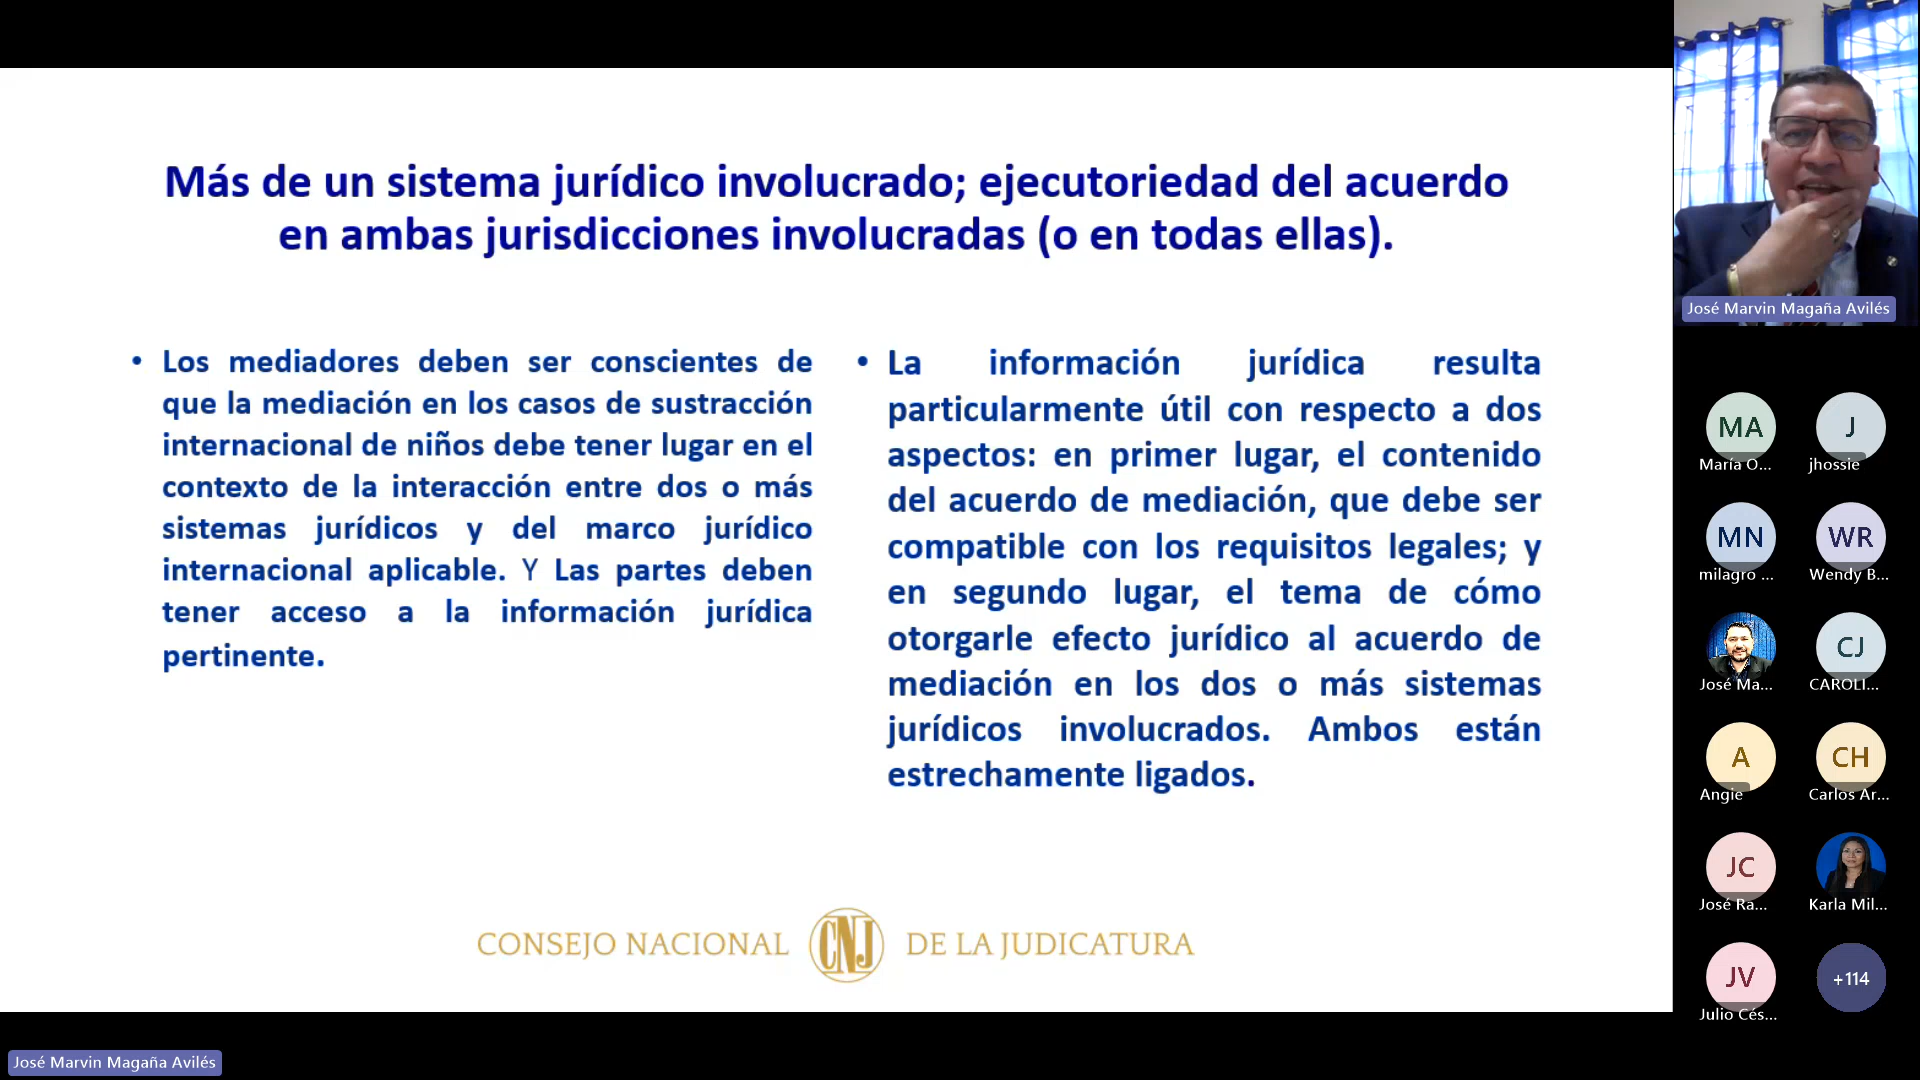 Más de un sistema jurídico involucrado; ejecutoriedad del acuerdo
en ambas jurisdicciones involucradas (o en todas ellas).
• Los mediadores deben ser conscientes de
que la mediación en los casos de sustracción
internacional de niños debe tener lugar en el
contexto de la interacción entre dos o más
sistemas jurídicos y del marco jurídico
internacional aplicable. Y Las partes deben
tener acceso a la información jurídica
pertinente.
• La información jurídica resulta
particularmente útil con respecto a dos
aspectos: en primer lugar, el contenido
del acuerdo de mediación, que debe ser
compatible con los requisitos legales; y
en segundo lugar, el tema de cómo
otorgarle efecto jurídico al acuerdo de
mediación en los dos o más sistemas
jurídicos involucrados. Ambos están
estrechamente ligados.
CONSEJO NACIONAL CNJ DE LA JUDICATURA
José Marvin Magaña Avilés
José Marvin Magaña Avilés
MA
María O...
J
jhossie
MN
milagro ...
WR
Wendy B...
José Ma...
CJ
CAROLI...
A
Angie
CH
Carlos Ar...
JC
José Ra...
Karla Mil...
JV
Julio Cés...
+114